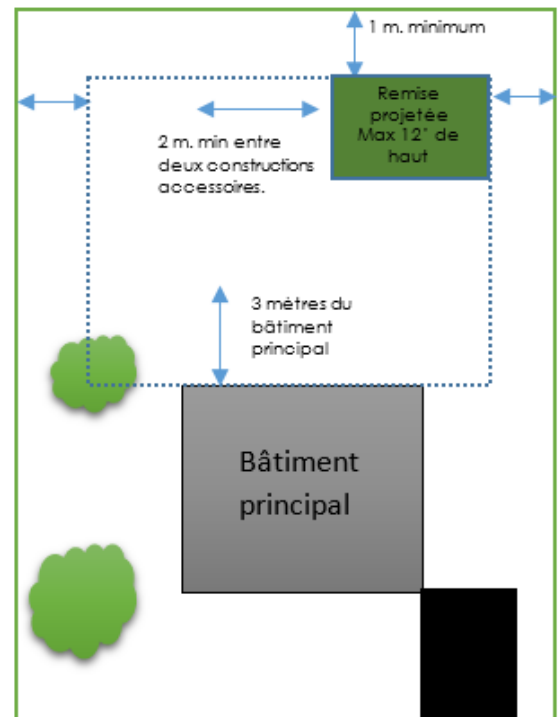 1 m. minimum
Remise
projetée
Max 12' de
haut
2 m. min entre
deux constructions
accessoires.
3 mètres du
bâtiment
principal
Bâtiment
principal